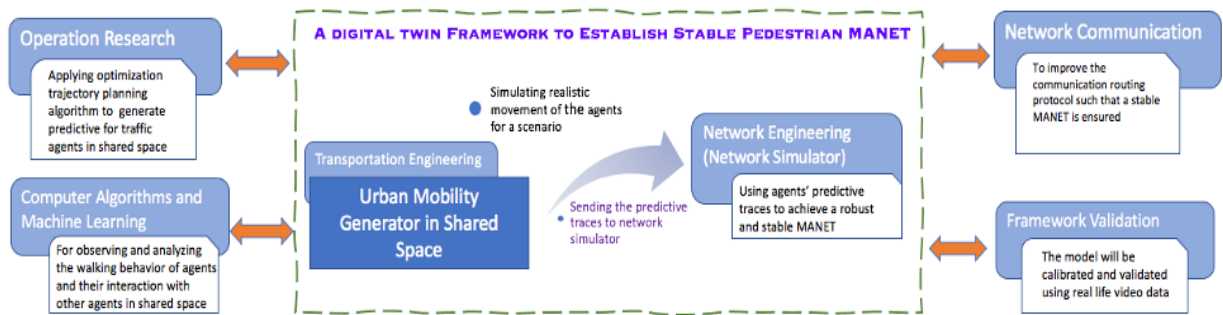 Operation Research
Applying optimization
trajectory planning
algorithm to generate
predictive for traffic
agents in shared space
Computer Algorithms and
Machine Learning
For observing and analyzing
the walking behavior of agents
and their interaction with
other agents in shared space
A digital twin Framework to Establish Stable Pedestrian MANET
Simulating realistic
movement of the agents
for a scenario
Transportation Engineering
Urban Mobility
Generator in Shared
Space
Sending the predictive
traces to network
simulator
Network Engineering
(Network Simulator)
Using agents' predictive
traces to achieve a robust
and stable MANET
Network Communication
To improve the
communication routing
protocol such that a stable
MANET is ensured
Framework Validation
The model will be
calibrated and validated
using real life video data